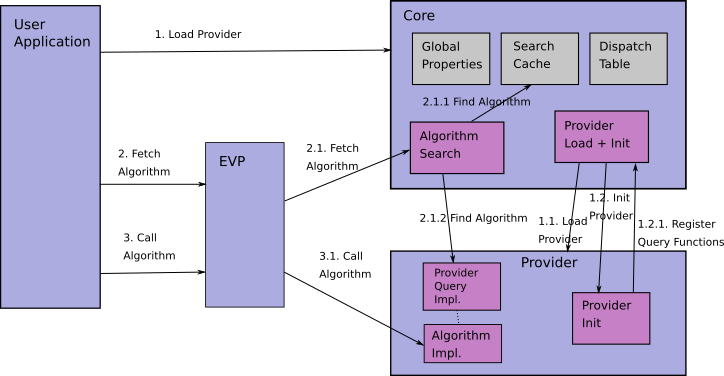 User
Application
1. Load Provider
Core
Global
Properties
Search
Cache
Dispatch
Table
2.1.1 Find Algorithm
Algorithm
Search
Provider
Load + Init
2. Fetch
Algorithm
EVP
2.1. Fetch
Algorithm
3. Call
Algorithm
3.1. Call
Algorithm
2.1.2 Find Algorithm
1.1. Load
Provider
1.2. Init
Provider
1.2.1. Register
Query Functions
Provider
Provider
Query
Impl.
Algorithm
Impl.
Provider
Init